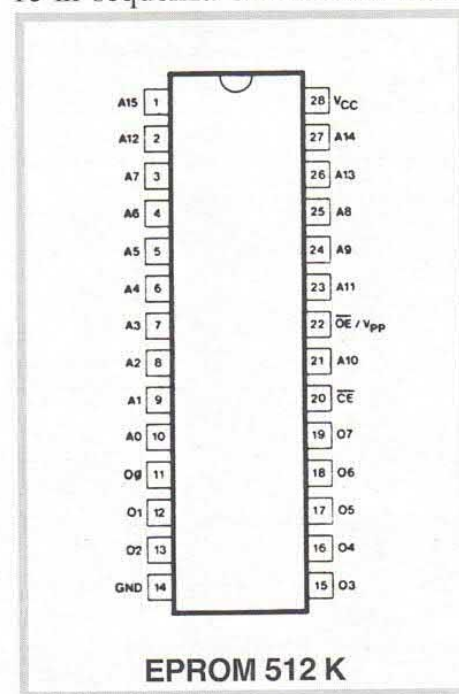 re in sequenza
A15 1 28 VCC
A12 2 27 A14
A7 3 26 A13
A6 4 25 A8
A5 5 24 A9
A4 6 23 A11
A3 7 22 OE / VPP
A2 8 21 A10
A1 9 20 CE
A0 10 19 O7
O0 11 18 O6
O1 12 17 O5
O2 13 16 O4
GND 14 15 O3
EPROM 512 K